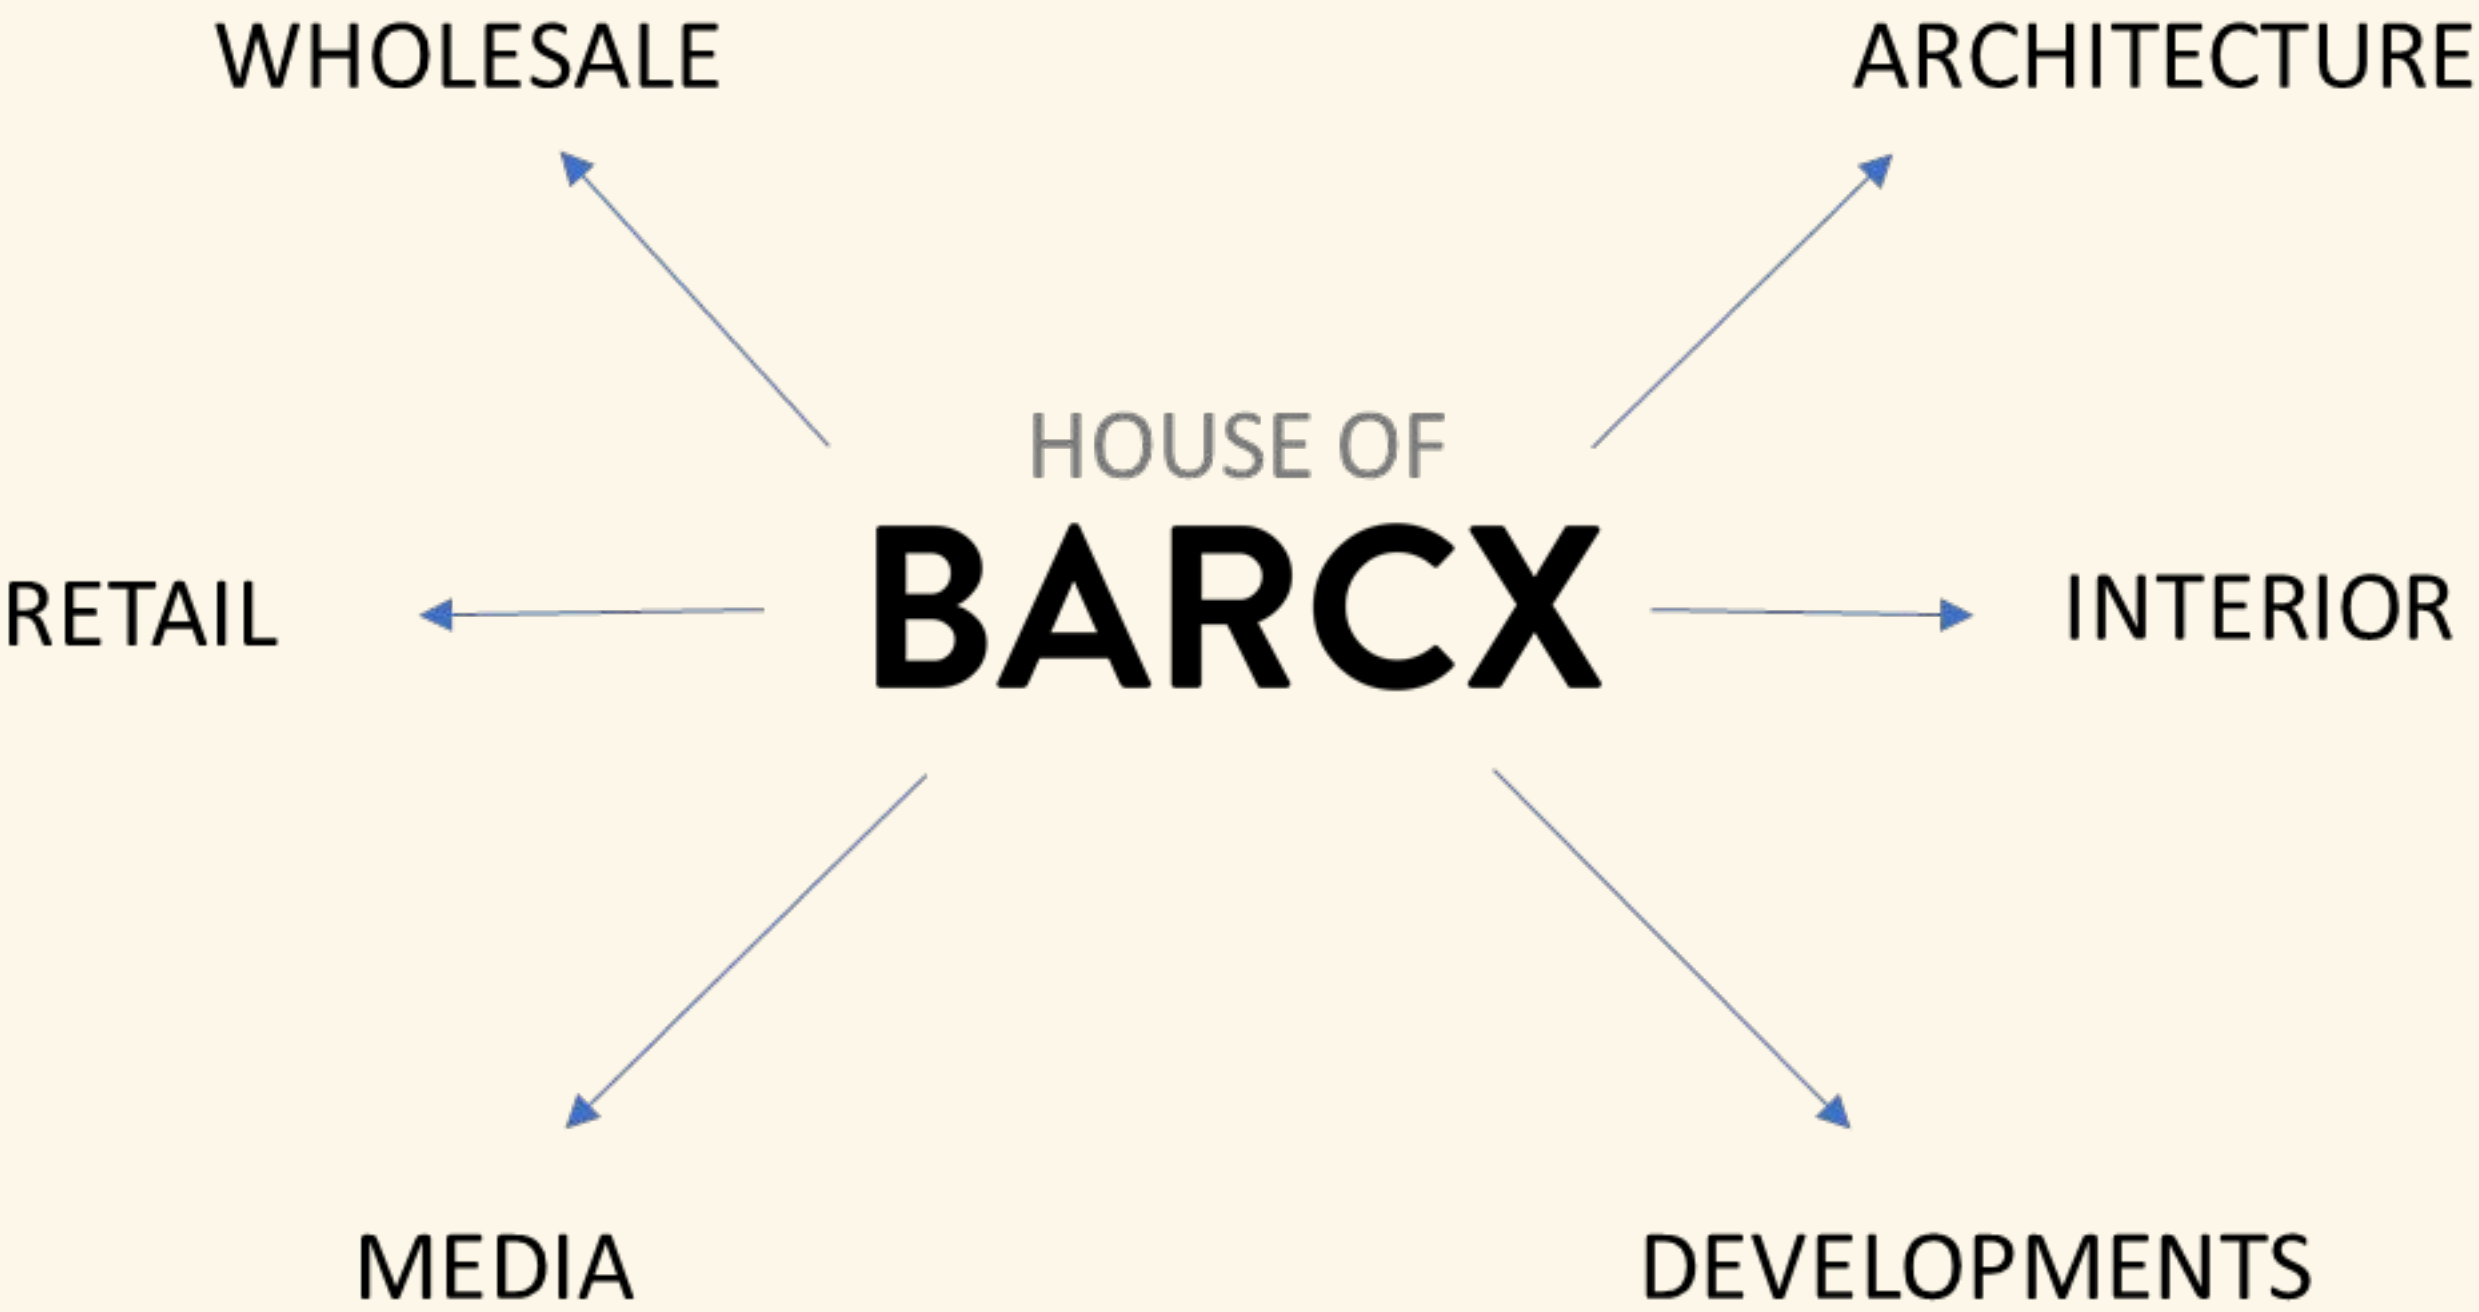 WHOLESALE
ARCHITECTURE
HOUSE OF
BARCX
RETAIL
INTERIOR
MEDIA
DEVELOPMENTS